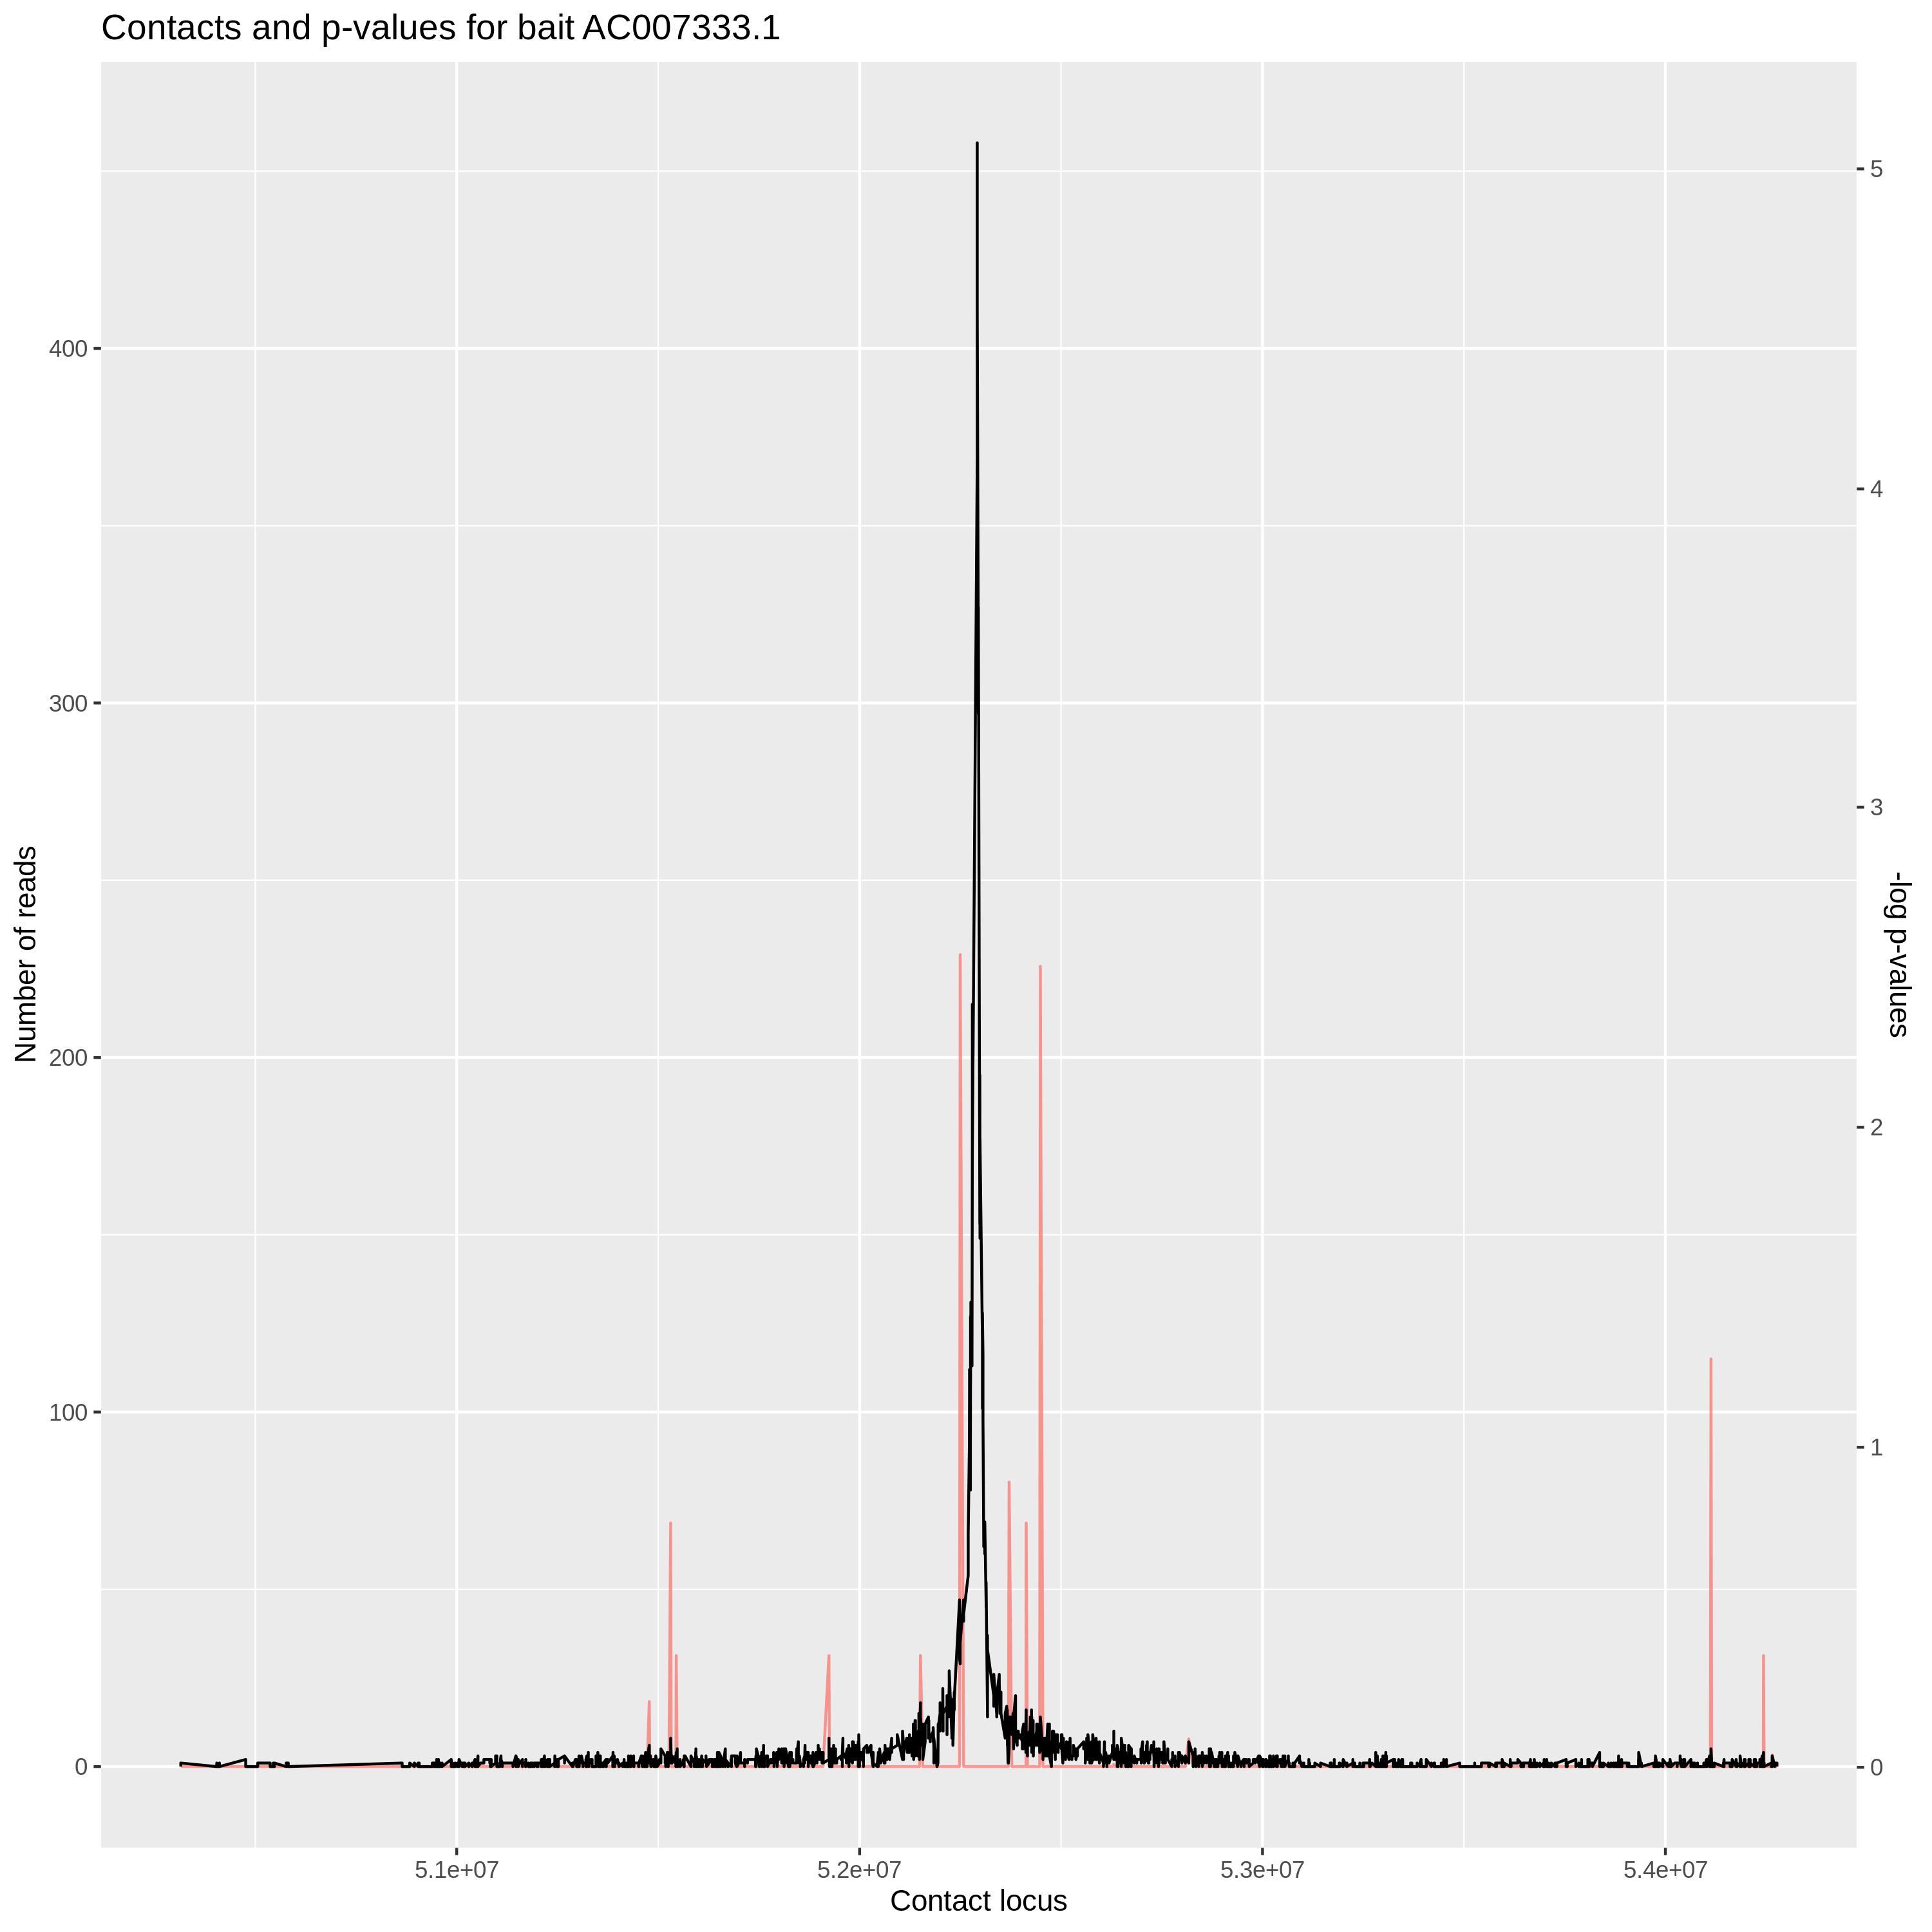 Contacts and p-values for bait AC007333.1
Number of reads
400
300
200
100
0
5
4
3
2
1
0
-log p-values
5.1e+07
5.2e+07
5.3e+07
5.4e+07
Contact locus